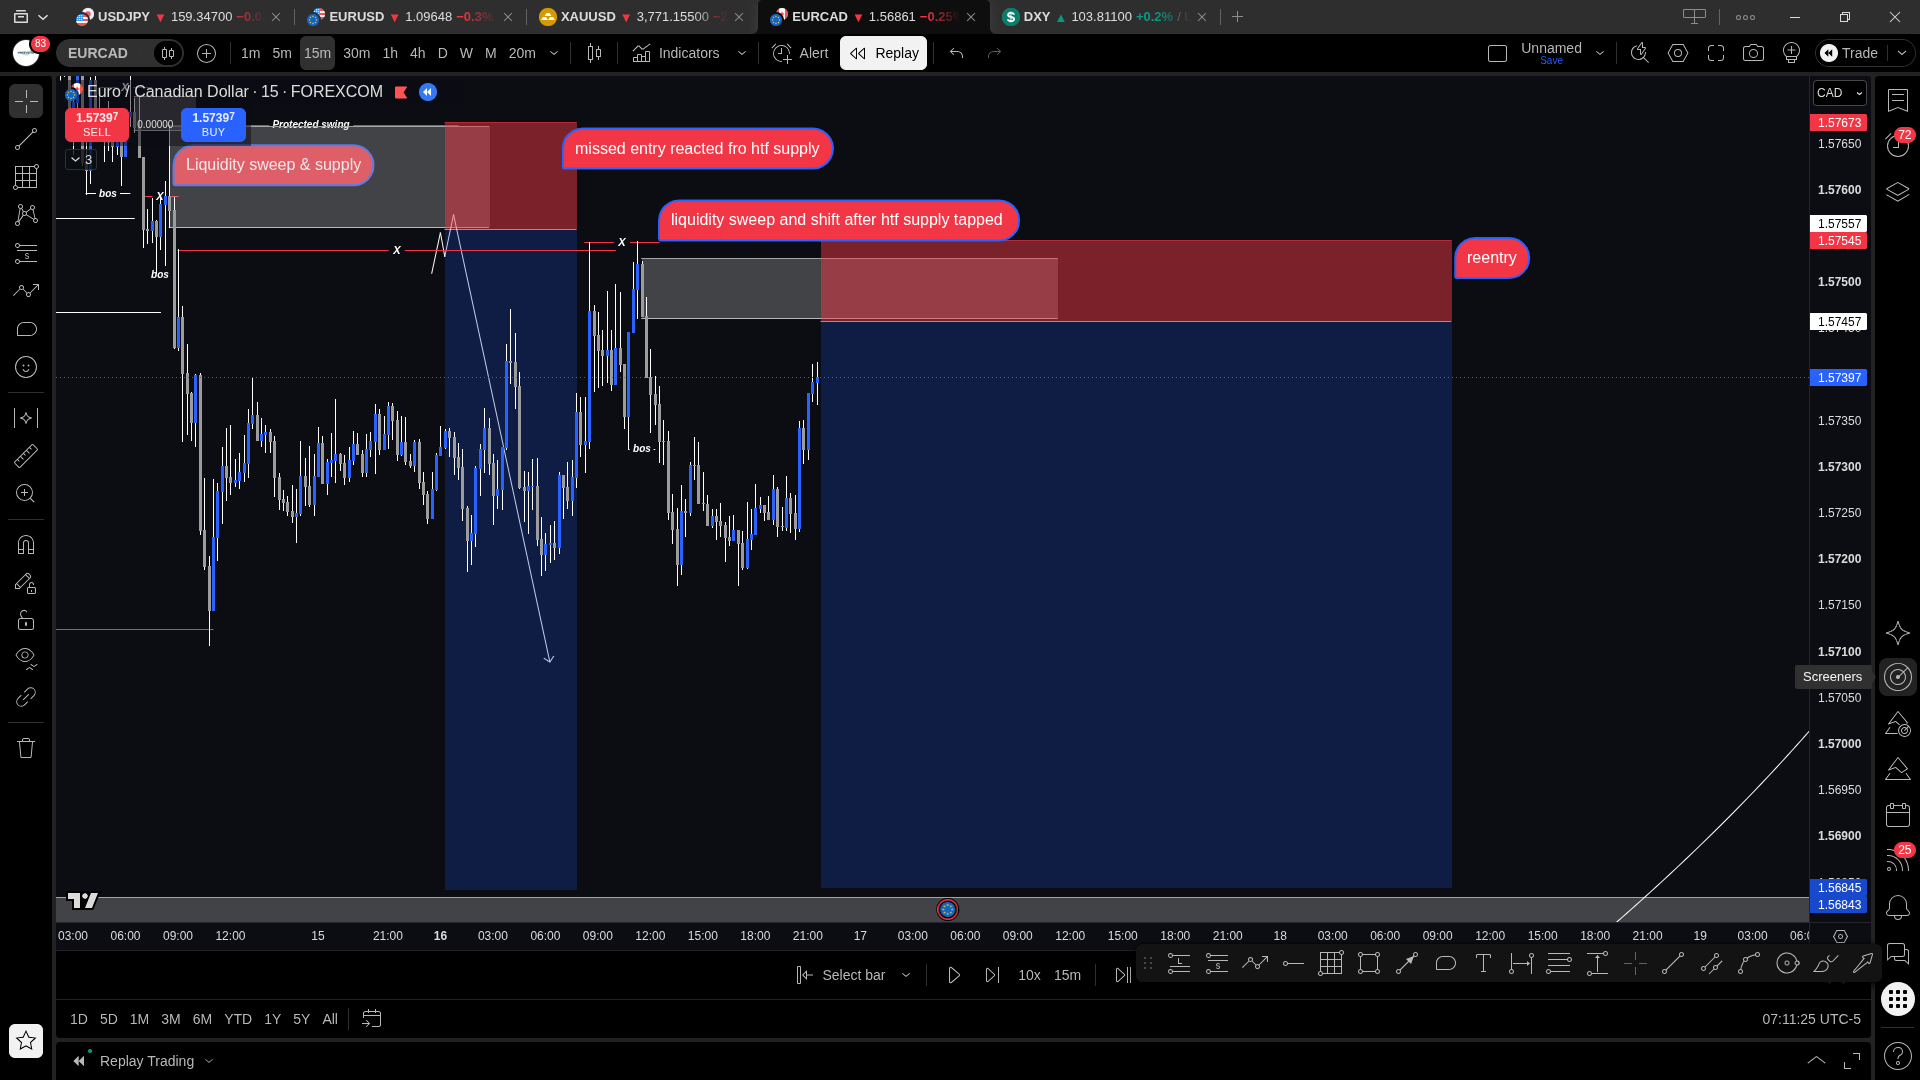 USDJPY ▼ 159.34700 −0.0
EURUSD ▼ 1.09648 −0.3%
XAUUSD ▼ 3,771.15500
EURCAD ▼ 1.56861 −0.25
DXY ▲ 103.81100 +0.2% /
83
EURCAD
1m 5m 15m 30m 1h 4h D W M 20m
Indicators
Alert
Replay
Unnamed
Save
Trade
Euro / Canadian Dollar · 15 · FOREXCOM
1.57397
SELL
0.00000
1.57397
BUY
3
Protected swing
Liquidity sweep & supply
missed entry reacted fro htf supply
liquidity sweep and shift after htf supply tapped
reentry
bos
X
X
X
bos
bos
CAD
1.57673
1.57650
1.57600
1.57557
1.57545
1.57500
1.57457
1.57397
1.57350
1.57300
1.57250
1.57200
1.57150
1.57100
1.57050
1.57000
1.56950
1.56900
1.56845
1.56843
72
Screeners
25
03:00 06:00 09:00 12:00 15 21:00 16 03:00 06:00 09:00 12:00 15:00 18:00 21:00 17 03:00 06:00 09:00 12:00 15:00 18:00 21:00 18 03:00 06:00 09:00 12:00 15:00 18:00 21:00 19 03:00 06:0
Select bar
10x 15m
1D 5D 1M 3M 6M YTD 1Y 5Y All
07:11:25 UTC-5
Replay Trading